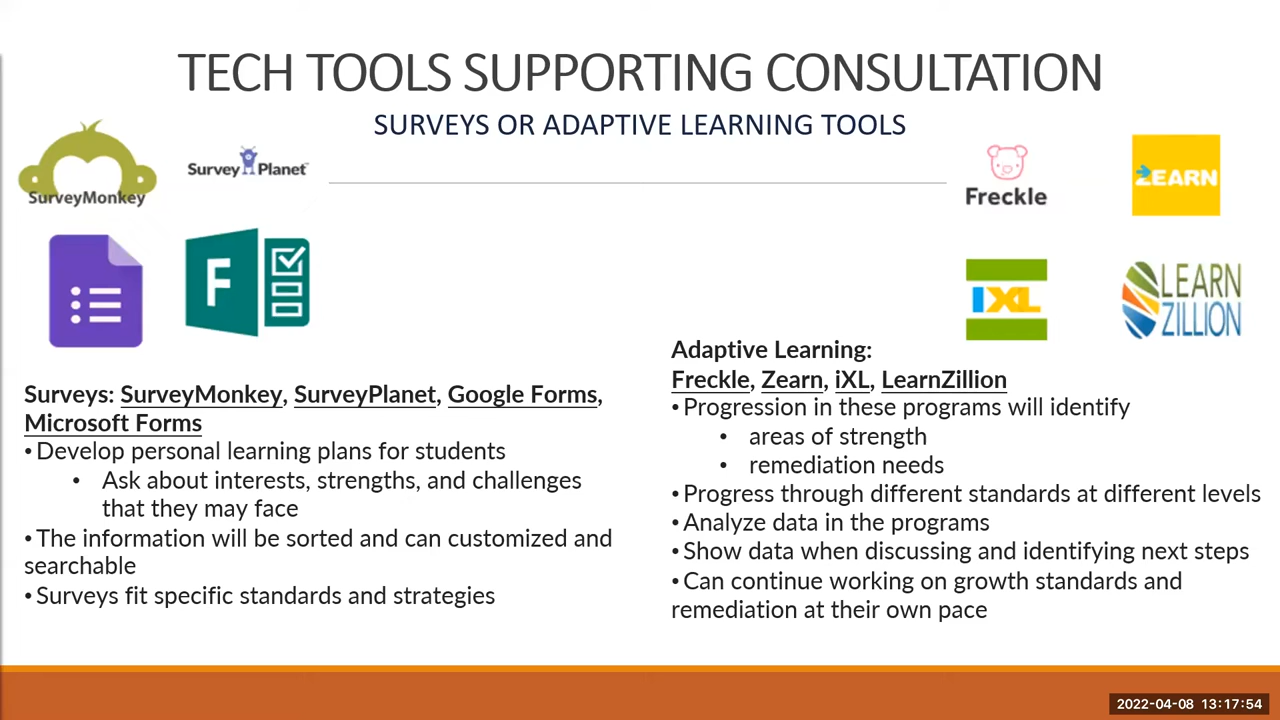 TECH TOOLS SUPPORTING CONSULTATION
SURVEYS OR ADAPTIVE LEARNING TOOLS
SurveyMonkey
Survey Planet
Freckle
ZEARN
F
IXL
LEARN
ZILLION
Surveys: SurveyMonkey, SurveyPlanet, Google Forms,
Microsoft Forms
•Develop personal learning plans for students
• Ask about interests, strengths, and challenges
that they may face
•The information will be sorted and can customized and
searchable
•Surveys fit specific standards and strategies
Adaptive Learning:
Freckle, Zearn, iXL, LearnZillion
•Progression in these programs will identify
• areas of strength
• remediation needs
•Progress through different standards at different levels
•Analyze data in the programs
•Show data when discussing and identifying next steps
•Can continue working on growth standards and
remediation at their own pace
2022-04-08 13:17:54